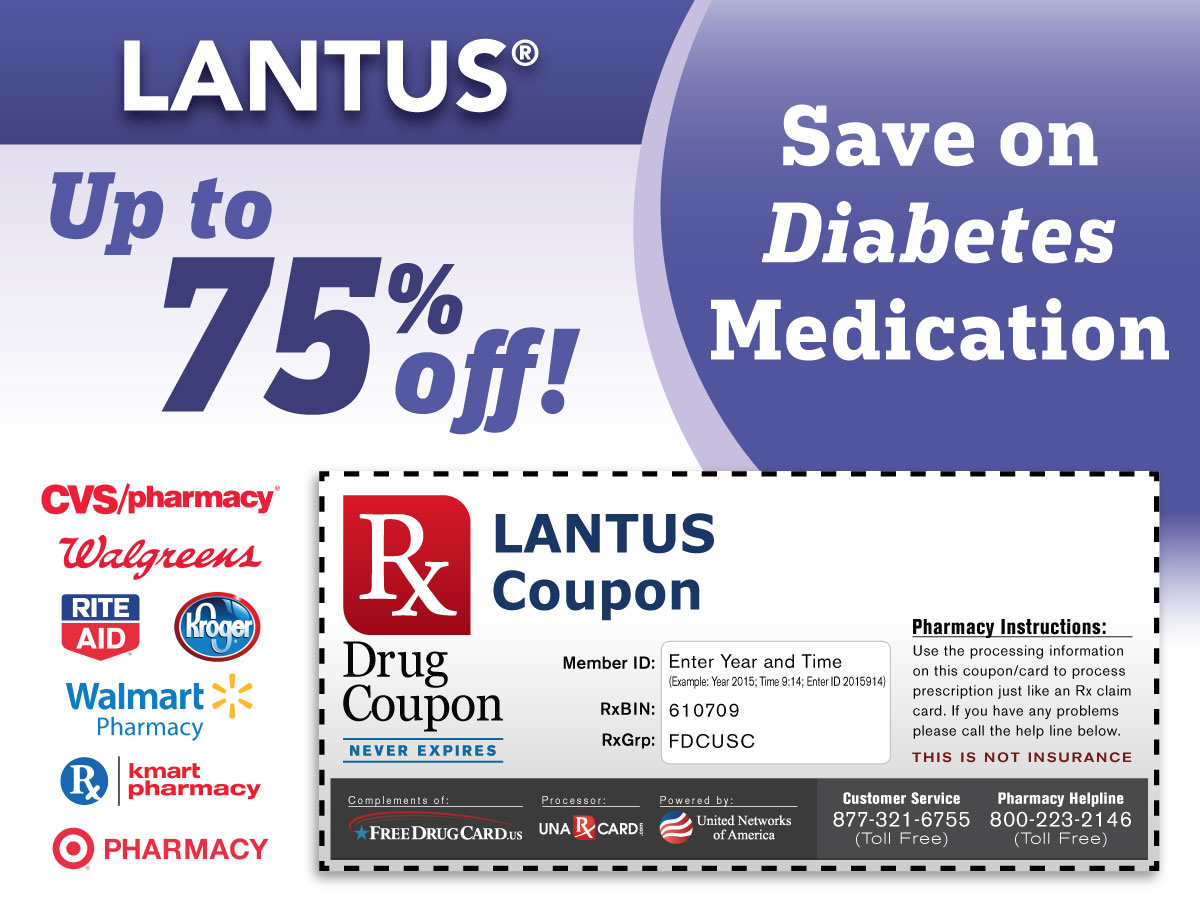 LANTUS®
Up to
75%
off!
Save on
Diabetes
Medication
CVS/pharmacy®
Walgreens
RITE
AID
Kroger
Walmart
Pharmacy
Rx
kmart
pharmacy
PHARMACY
Rx
Drug
Coupon
NEVER EXPIRES
LANTUS
Coupon
Member ID: Enter Year and Time
(Example: Year 2015; Time 9:14; Enter ID 2015914)
RxBIN: 610709
RxGrp: FDCUSC
Pharmacy Instructions:
Use the processing information
on this coupon/card to process
prescription just like an Rx claim
card. If you have any problems
please call the help line below.
THIS IS NOT INSURANCE
Complements of:
FREEDRUGCARD.US
Processor:
UNA Rx CARD.com
Powered by:
United Networks
of America
Customer Service
877-321-6755
(Toll Free)
Pharmacy Helpline
800-223-2146
(Toll Free)